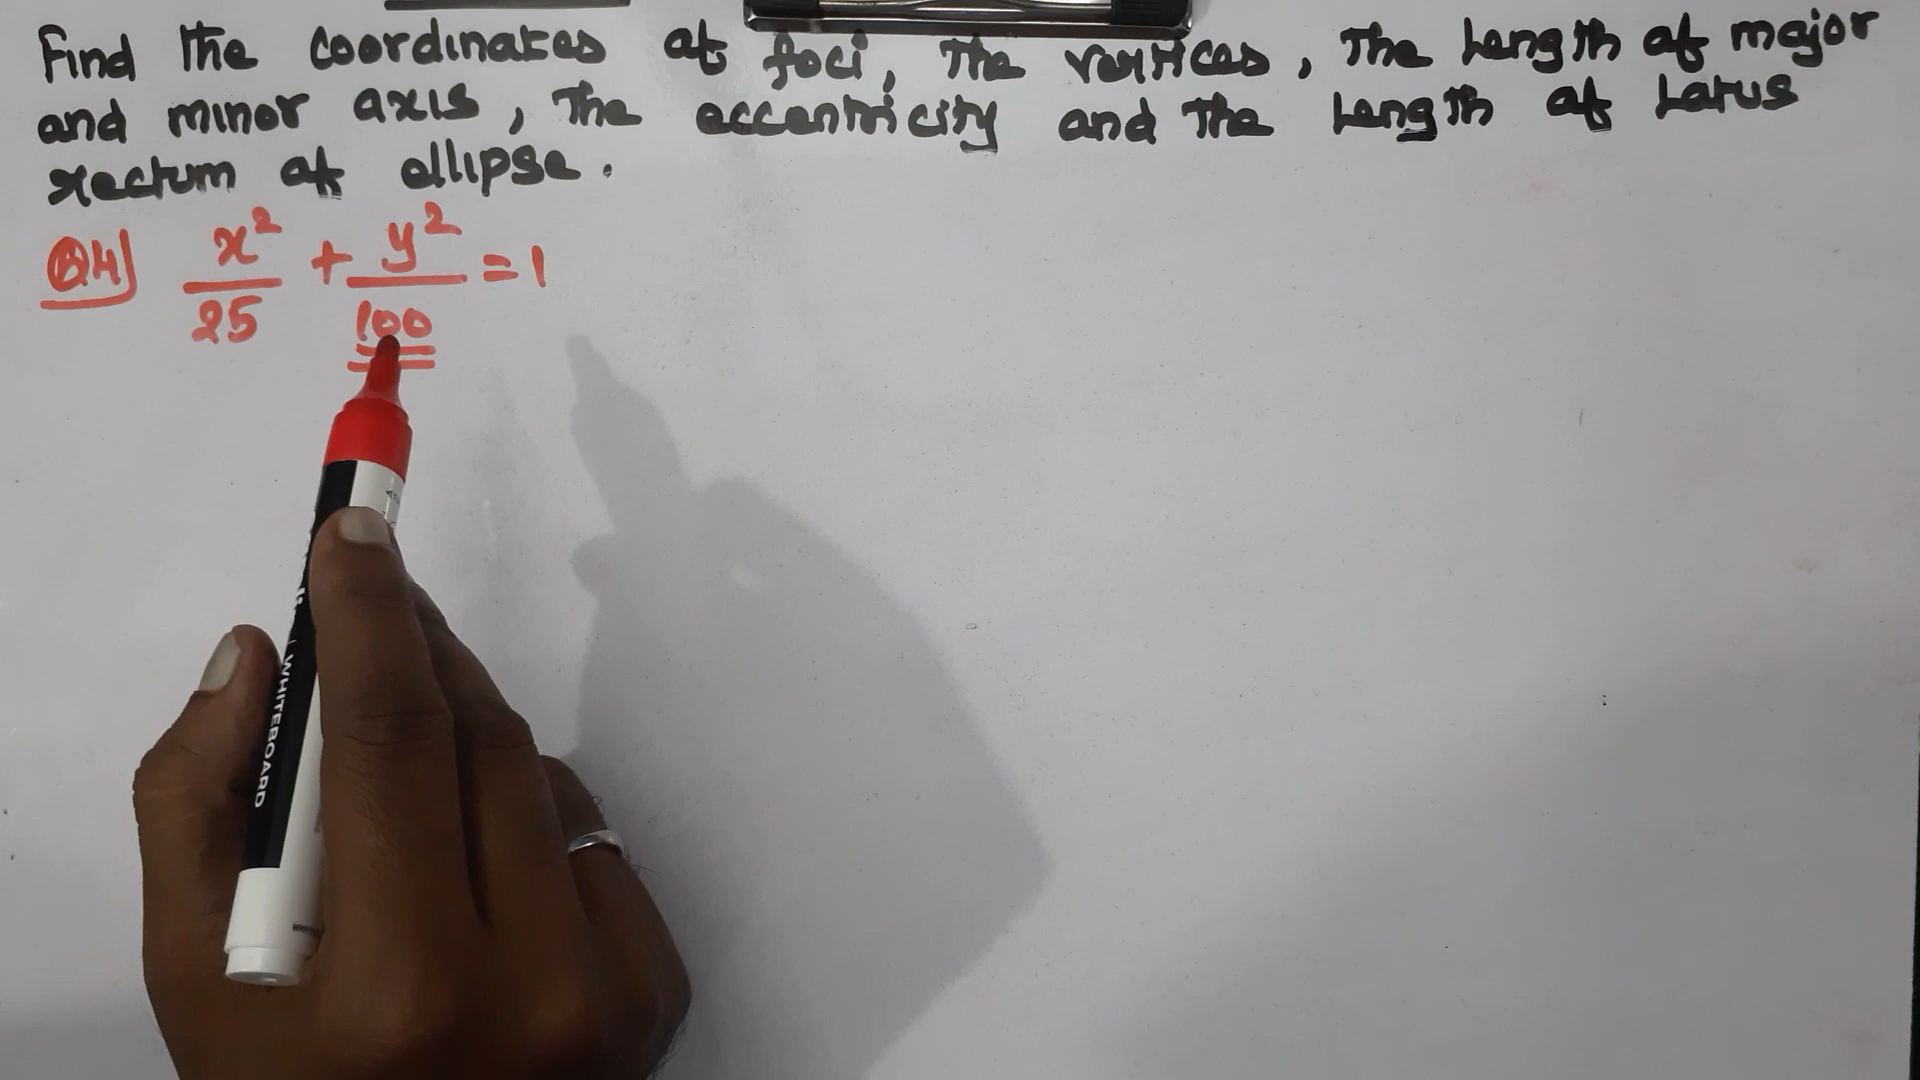 Find the coordinates of foci, The vertices, The Length of major
and minor axis, The eccentricity and The Length of Latus
rectum of ellipse.
Q4) x²/25 + y²/100 = 1
WHITEBOARD